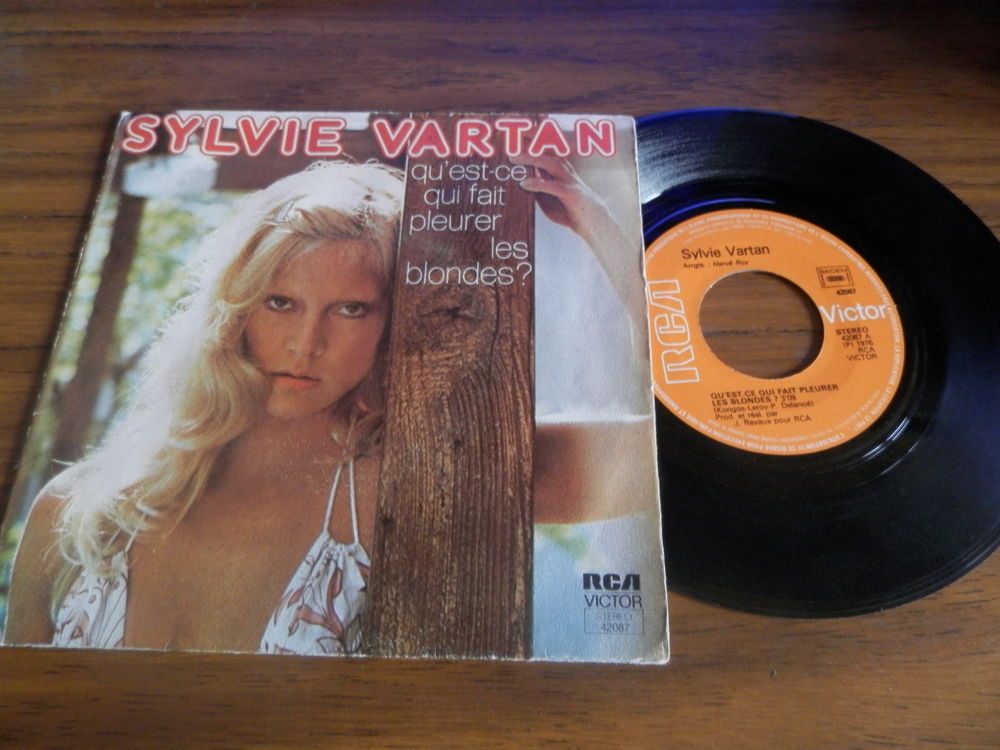 SYLVIE VARTAN
qu'est-ce
qui fait
pleurer
les
blondes?
RCA
VICTOR
STEREO
42087
Sylvie Vartan
Arrgts. : Hervé Roy
SACEM
42087
RCA
Victor
STEREO
42087 A
(P) 1976
RCA
VICTOR
QU'EST CE QUI FAIT PLEURER
LES BLONDES ? 3'09
(Kongos-Leroy-P. Delanoë)
Prod. et réal. par
J. Revaux pour RCA